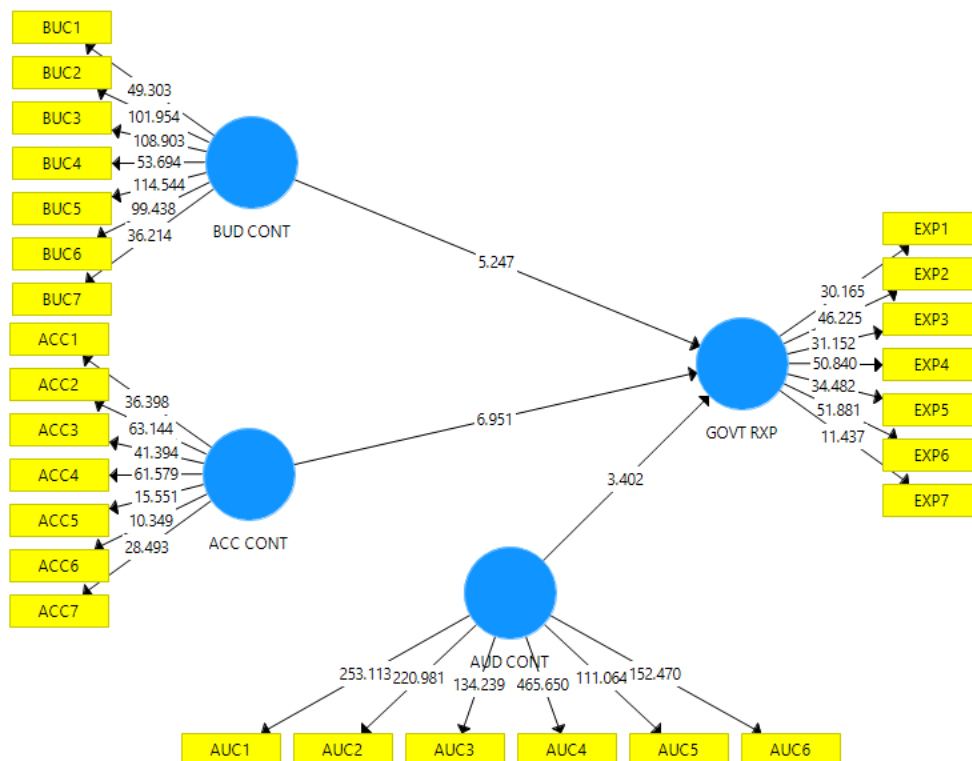 BUC1
BUC2
BUC3
BUC4
BUC5
BUC6
BUC7
49.303
101.954
108.903
53.694
114.544
99.438
36.214
BUD CONT
5.247
ACC1
ACC2
ACC3
ACC4
ACC5
ACC6
ACC7
36.398
63.144
41.394
61.579
15.551
10.349
28.493
ACC CONT
6.951
3.402
GOVT RXP
30.165
46.225
31.152
50.840
34.482
51.881
11.437
EXP1
EXP2
EXP3
EXP4
EXP5
EXP6
EXP7
AUD CONT
253.113
220.981
134.239
465.650
111.064
152.470
AUC1
AUC2
AUC3
AUC4
AUC5
AUC6